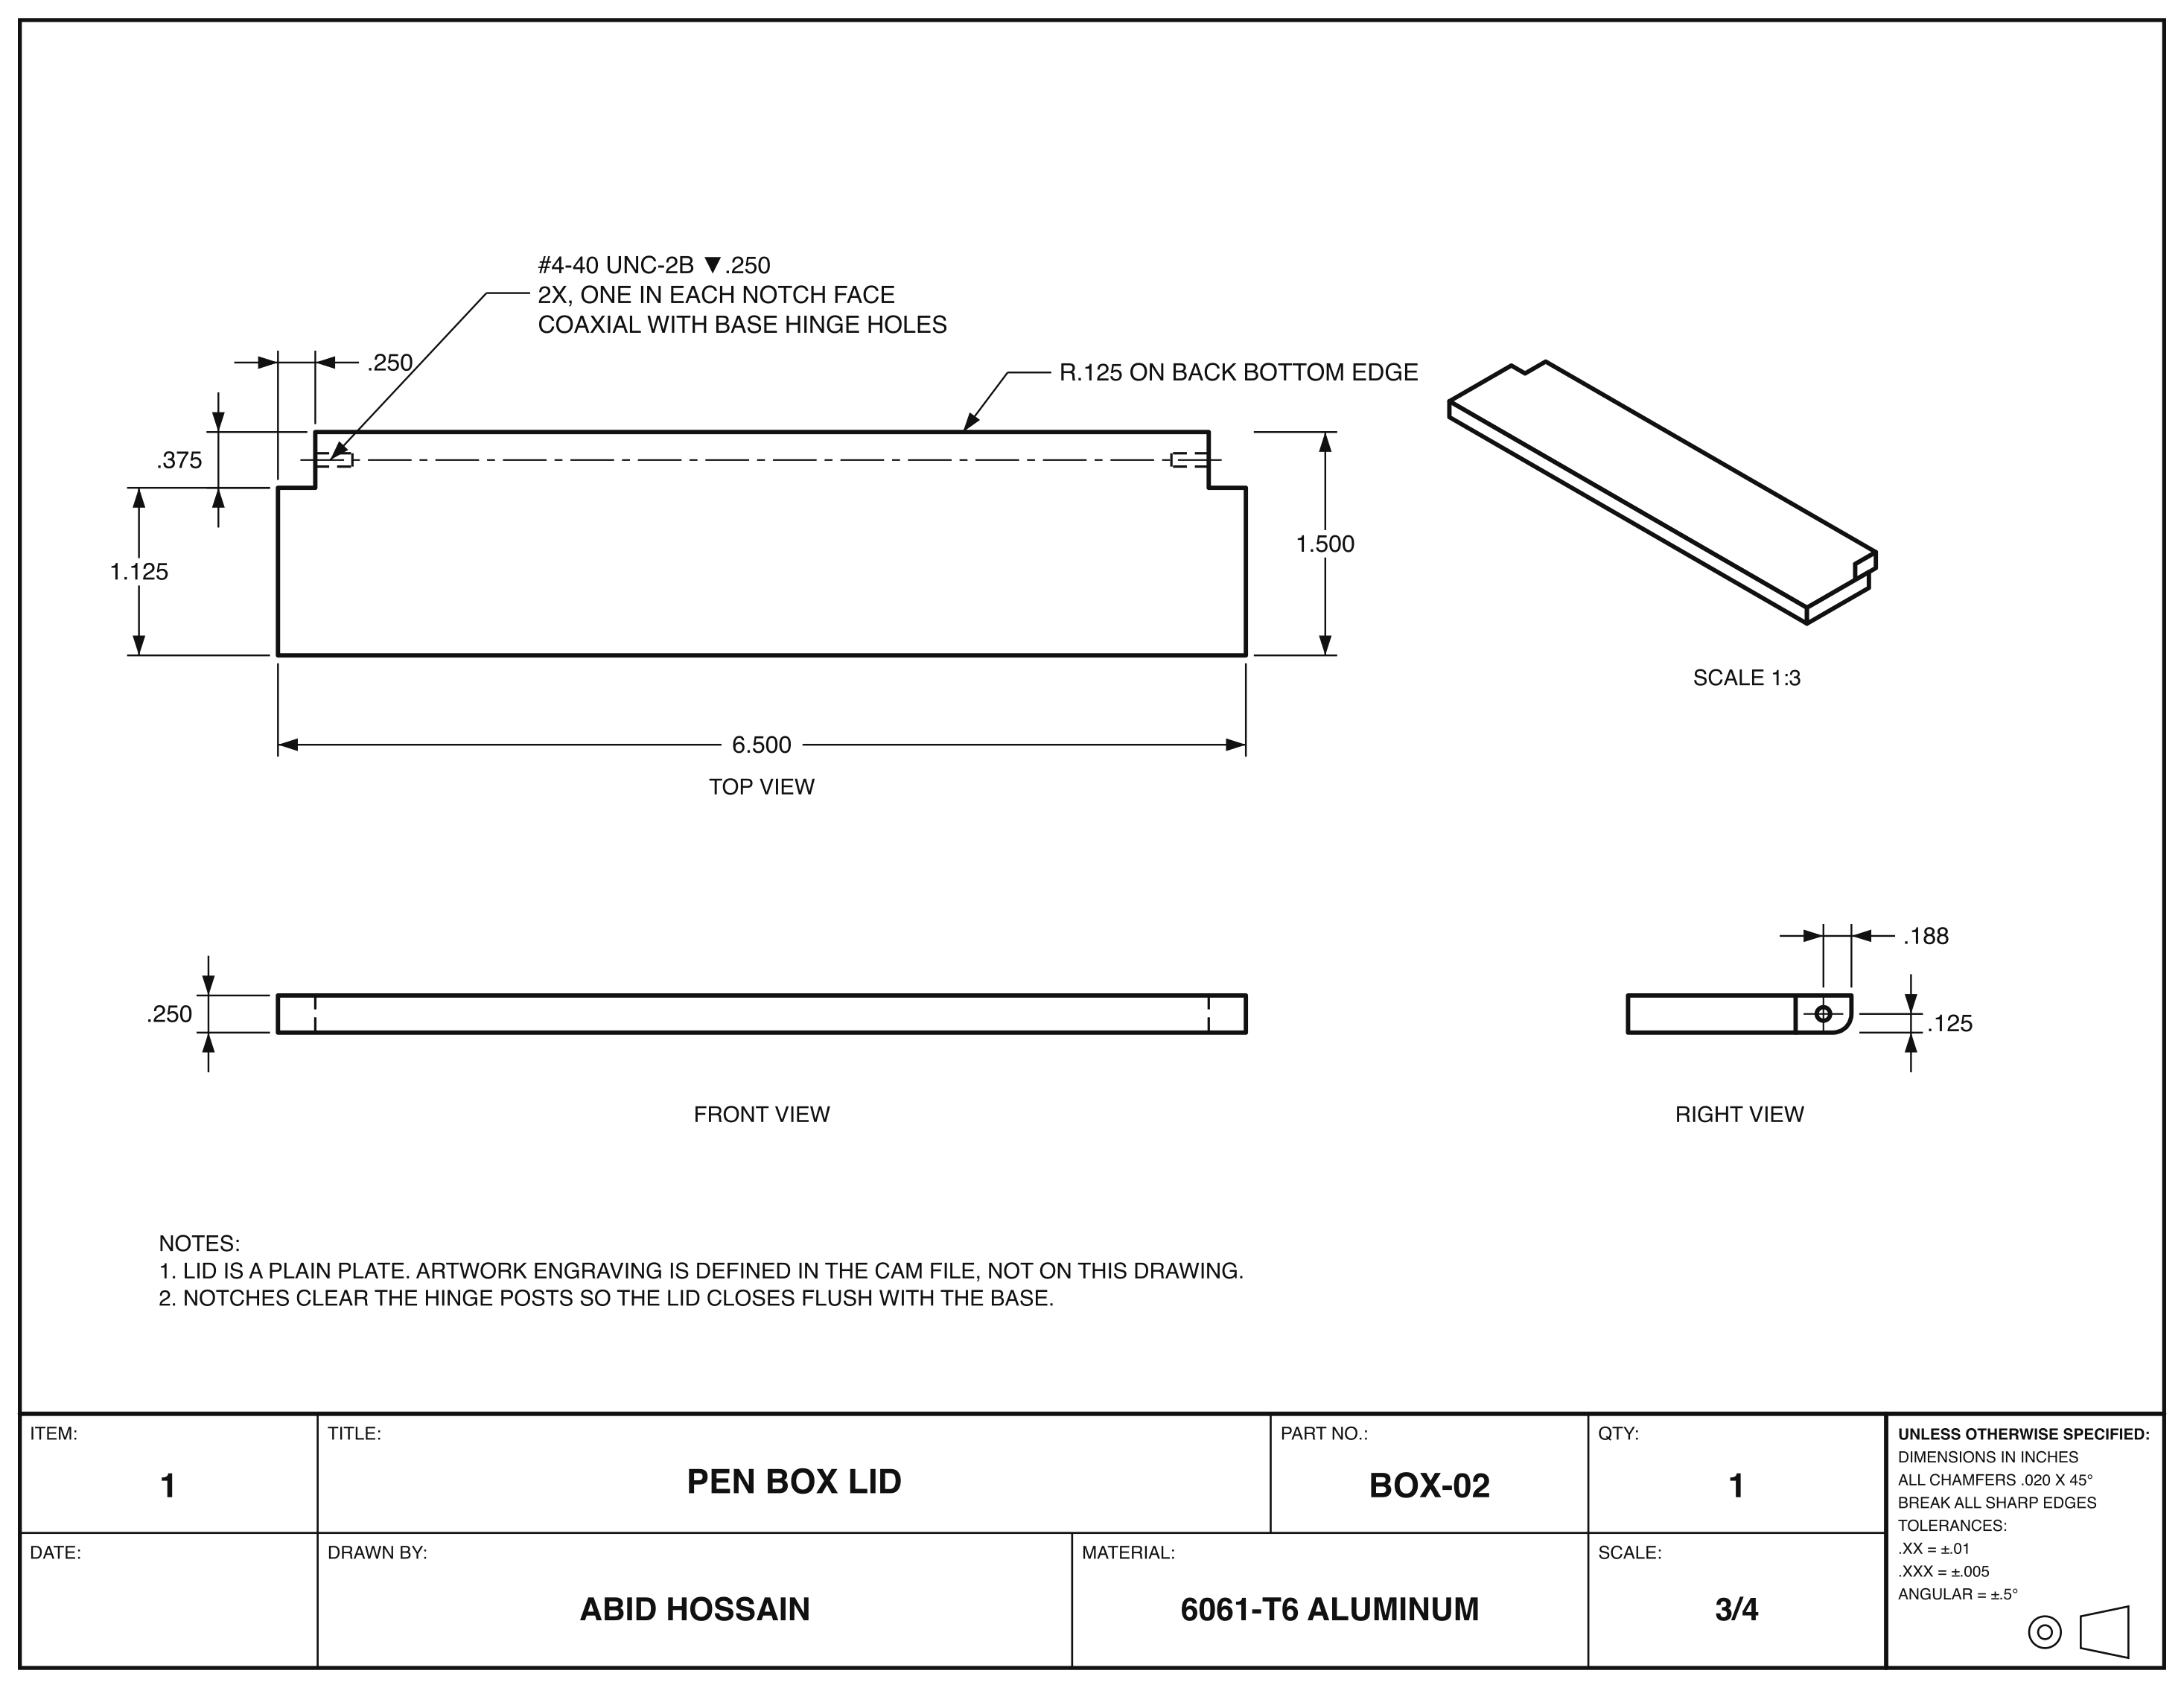 #4-40 UNC-2B ▼.250
2X, ONE IN EACH NOTCH FACE
COAXIAL WITH BASE HINGE HOLES
.250
R.125 ON BACK BOTTOM EDGE
.375
1.125
1.500
6.500
TOP VIEW
SCALE 1:3
.250
FRONT VIEW
.188
.125
RIGHT VIEW
NOTES:
1. LID IS A PLAIN PLATE. ARTWORK ENGRAVING IS DEFINED IN THE CAM FILE, NOT ON THIS DRAWING.
2. NOTCHES CLEAR THE HINGE POSTS SO THE LID CLOSES FLUSH WITH THE BASE.
ITEM:
1
TITLE:
PEN BOX LID
PART NO.:
BOX-02
QTY:
1
DATE:
DRAWN BY:
ABID HOSSAIN
MATERIAL:
6061-T6 ALUMINUM
SCALE:
3/4
UNLESS OTHERWISE SPECIFIED:
DIMENSIONS IN INCHES
ALL CHAMFERS .020 X 45°
BREAK ALL SHARP EDGES
TOLERANCES:
.XX = ±.01
.XXX = ±.005
ANGULAR = ±.5°